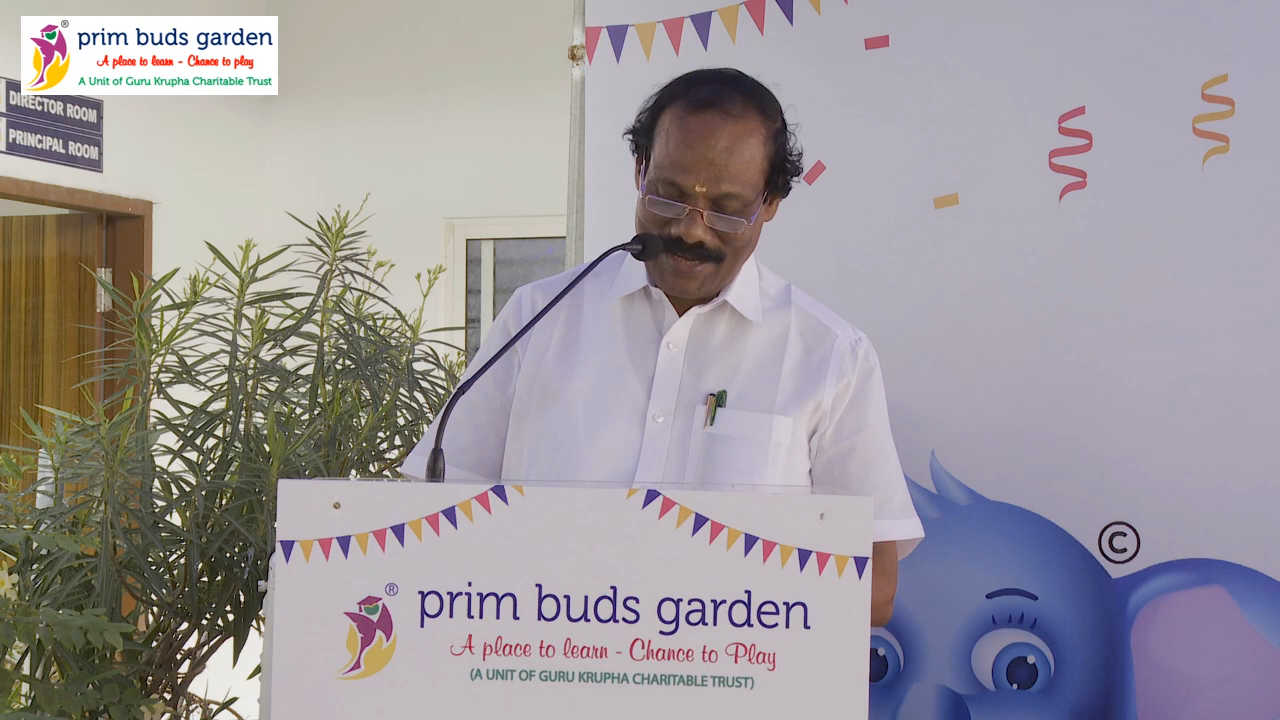 prim buds garden ®
A place to learn - Chance to play
A Unit of Guru Krupha Charitable Trust
DIRECTOR ROOM
PRINCIPAL ROOM
©
prim buds garden ®
A place to learn - Chance to Play
(A UNIT OF GURU KRUPHA CHARITABLE TRUST)